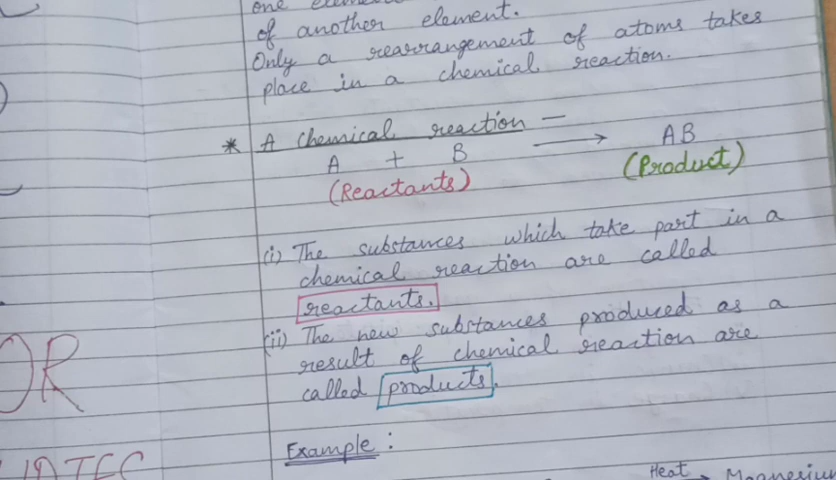 one
of another element.
Only a rearrangement of atoms takes
place in a chemical reaction.
* A chemical reaction –
A + B → AB
(Reactants) (Product)
(i) The substances which take part in a
chemical reaction are called
reactants.
(ii) The new substances produced as a
result of chemical reaction are
called products.
Example :
Heat
OR